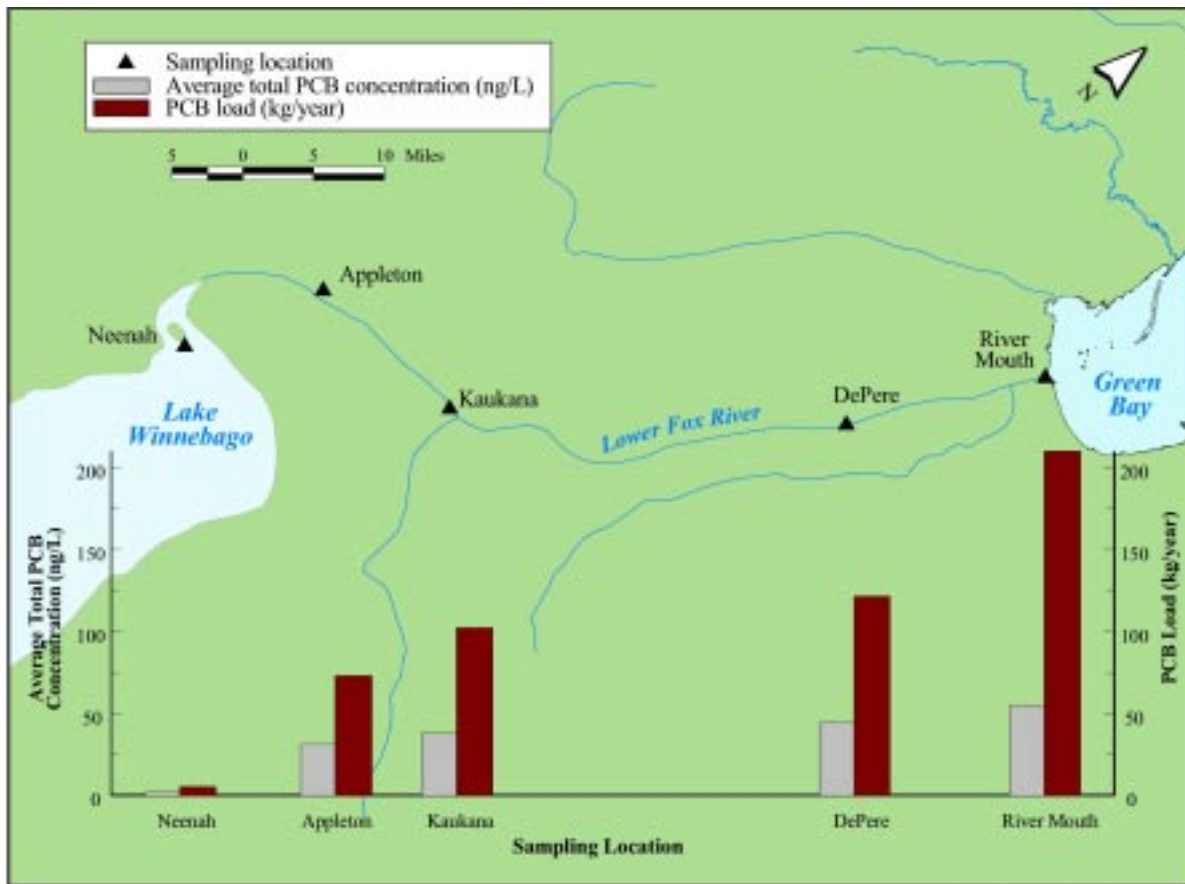 Sampling location
Average total PCB concentration (ng/L)
PCB load (kg/year)
N
5 0 5 10 Miles
Appleton
Neenah
River
Mouth
Green
Bay
Kaukana
DePere
Lake
Winnebago
Lower Fox River
200
150
100
50
0
Average Total PCB
Concentration (ng/L)
200
150
100
50
0
PCB Load (kg/year)
Neenah Appleton Kaukana DePere River Mouth
Sampling Location